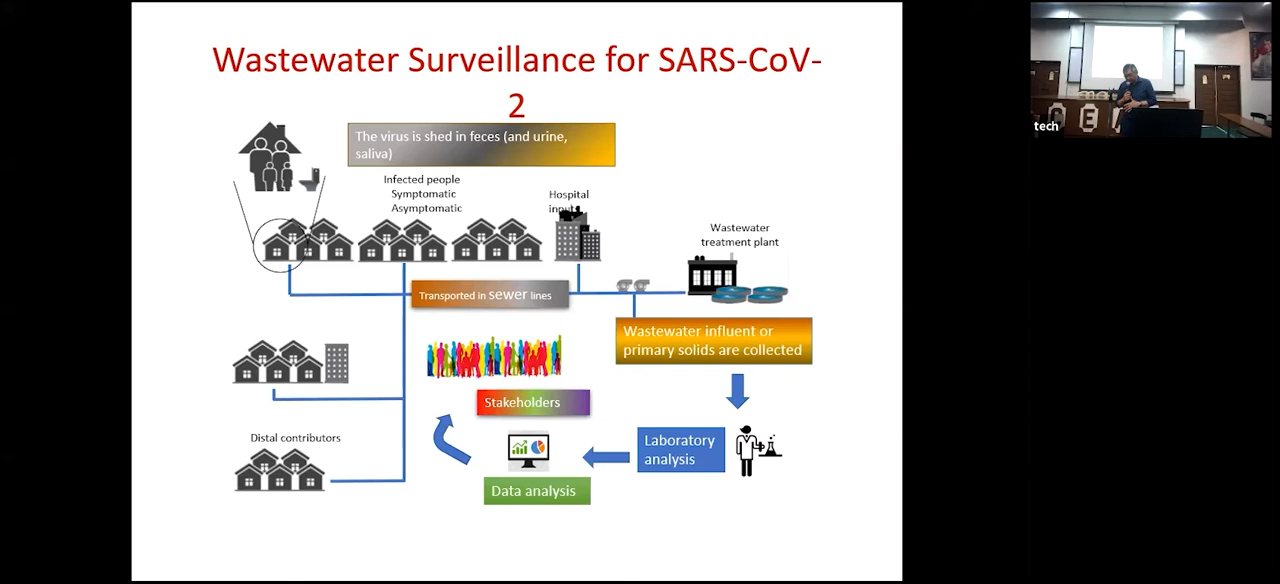 Wastewater Surveillance for SARS-CoV-
2
The virus is shed in feces (and urine,
saliva)
Infected people
Symptomatic
Asymptomatic
Hospital
Wastewater
treatment plant
Transported in sewer lines
Wastewater influent or
primary solids are collected
Stakeholders
Laboratory
analysis
Distal contributors
Data analysis
tech